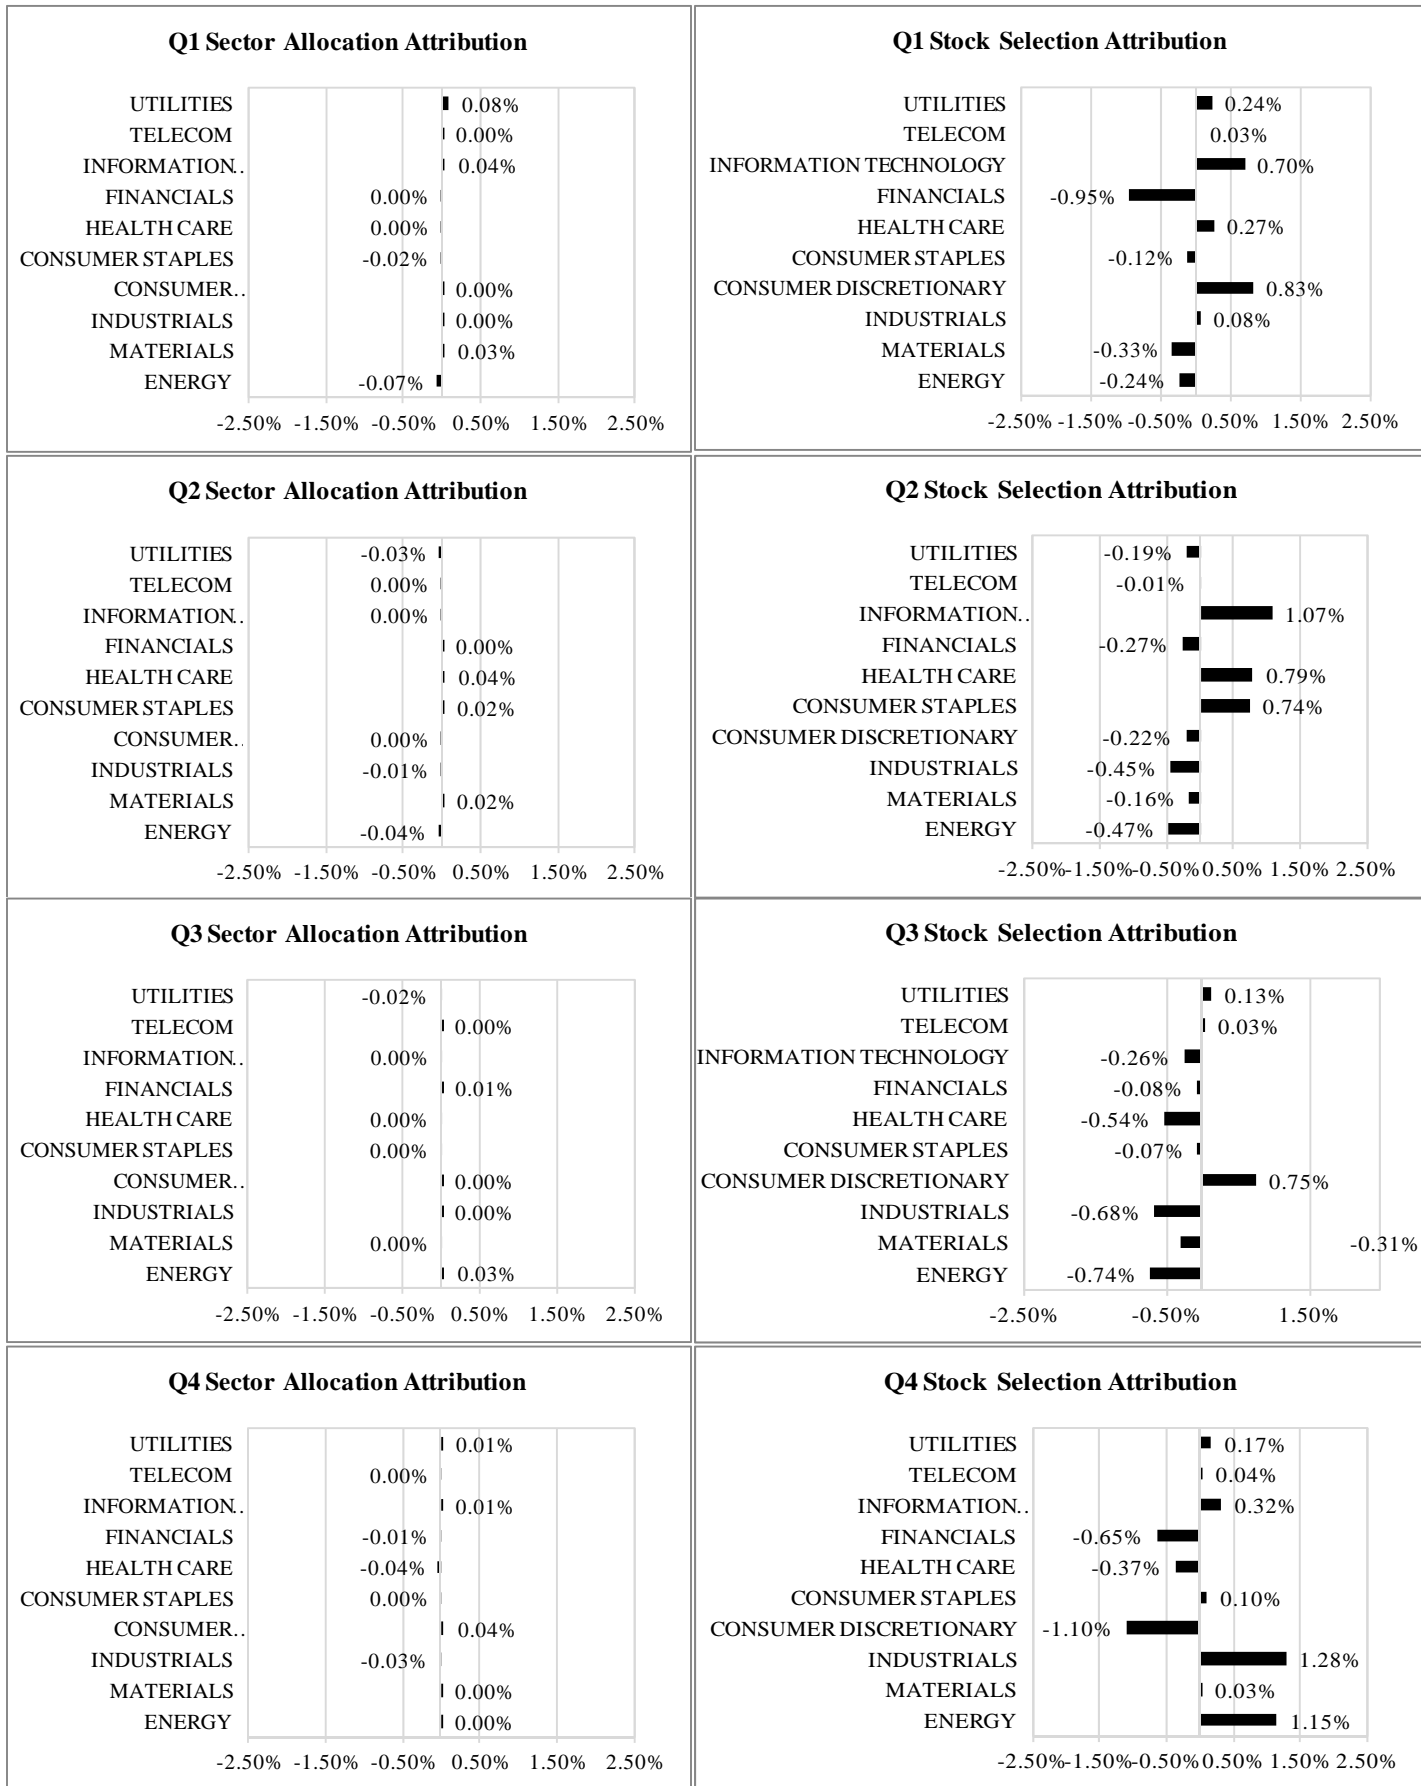 Q1 Sector Allocation Attribution
UTILITIES 0.08%
TELECOM 0.00%
INFORMATION.. 0.04%
FINANCIALS 0.00%
HEALTH CARE 0.00%
CONSUMER STAPLES -0.02%
CONSUMER.. 0.00%
INDUSTRIALS 0.00%
MATERIALS 0.03%
ENERGY -0.07%
-2.50% -1.50% -0.50% 0.50% 1.50% 2.50%
Q1 Stock Selection Attribution
UTILITIES 0.24%
TELECOM 0.03%
INFORMATION TECHNOLOGY 0.70%
FINANCIALS -0.95%
HEALTH CARE 0.27%
CONSUMER STAPLES -0.12%
CONSUMER DISCRETIONARY 0.83%
INDUSTRIALS 0.08%
MATERIALS -0.33%
ENERGY -0.24%
-2.50% -1.50% -0.50% 0.50% 1.50% 2.50%
Q2 Sector Allocation Attribution
UTILITIES -0.03%
TELECOM 0.00%
INFORMATION.. 0.00%
FINANCIALS 0.00%
HEALTH CARE 0.04%
CONSUMER STAPLES 0.02%
CONSUMER.. 0.00%
INDUSTRIALS -0.01%
MATERIALS 0.02%
ENERGY -0.04%
-2.50% -1.50% -0.50% 0.50% 1.50% 2.50%
Q2 Stock Selection Attribution
UTILITIES -0.19%
TELECOM -0.01%
INFORMATION.. 1.07%
FINANCIALS -0.27%
HEALTH CARE 0.79%
CONSUMER STAPLES 0.74%
CONSUMER DISCRETIONARY -0.22%
INDUSTRIALS -0.45%
MATERIALS -0.16%
ENERGY -0.47%
-2.50% -1.50% -0.50% 0.50% 1.50% 2.50%
Q3 Sector Allocation Attribution
UTILITIES -0.02%
TELECOM 0.00%
INFORMATION.. 0.00%
FINANCIALS 0.01%
HEALTH CARE 0.00%
CONSUMER STAPLES 0.00%
CONSUMER.. 0.00%
INDUSTRIALS 0.00%
MATERIALS 0.00%
ENERGY 0.03%
-2.50% -1.50% -0.50% 0.50% 1.50% 2.50%
Q3 Stock Selection Attribution
UTILITIES 0.13%
TELECOM 0.03%
INFORMATION TECHNOLOGY -0.26%
FINANCIALS -0.08%
HEALTH CARE -0.54%
CONSUMER STAPLES -0.07%
CONSUMER DISCRETIONARY 0.75%
INDUSTRIALS -0.68%
MATERIALS -0.31%
ENERGY -0.74%
-2.50% -0.50% 1.50%
Q4 Sector Allocation Attribution
UTILITIES 0.01%
TELECOM 0.00%
INFORMATION.. 0.01%
FINANCIALS -0.01%
HEALTH CARE -0.04%
CONSUMER STAPLES 0.00%
CONSUMER.. 0.04%
INDUSTRIALS -0.03%
MATERIALS 0.00%
ENERGY 0.00%
-2.50% -1.50% -0.50% 0.50% 1.50% 2.50%
Q4 Stock Selection Attribution
UTILITIES 0.17%
TELECOM 0.04%
INFORMATION.. 0.32%
FINANCIALS -0.65%
HEALTH CARE -0.37%
CONSUMER STAPLES 0.10%
CONSUMER DISCRETIONARY -1.10%
INDUSTRIALS 1.28%
MATERIALS 0.03%
ENERGY 1.15%
-2.50% -1.50% -0.50% 0.50% 1.50% 2.50%